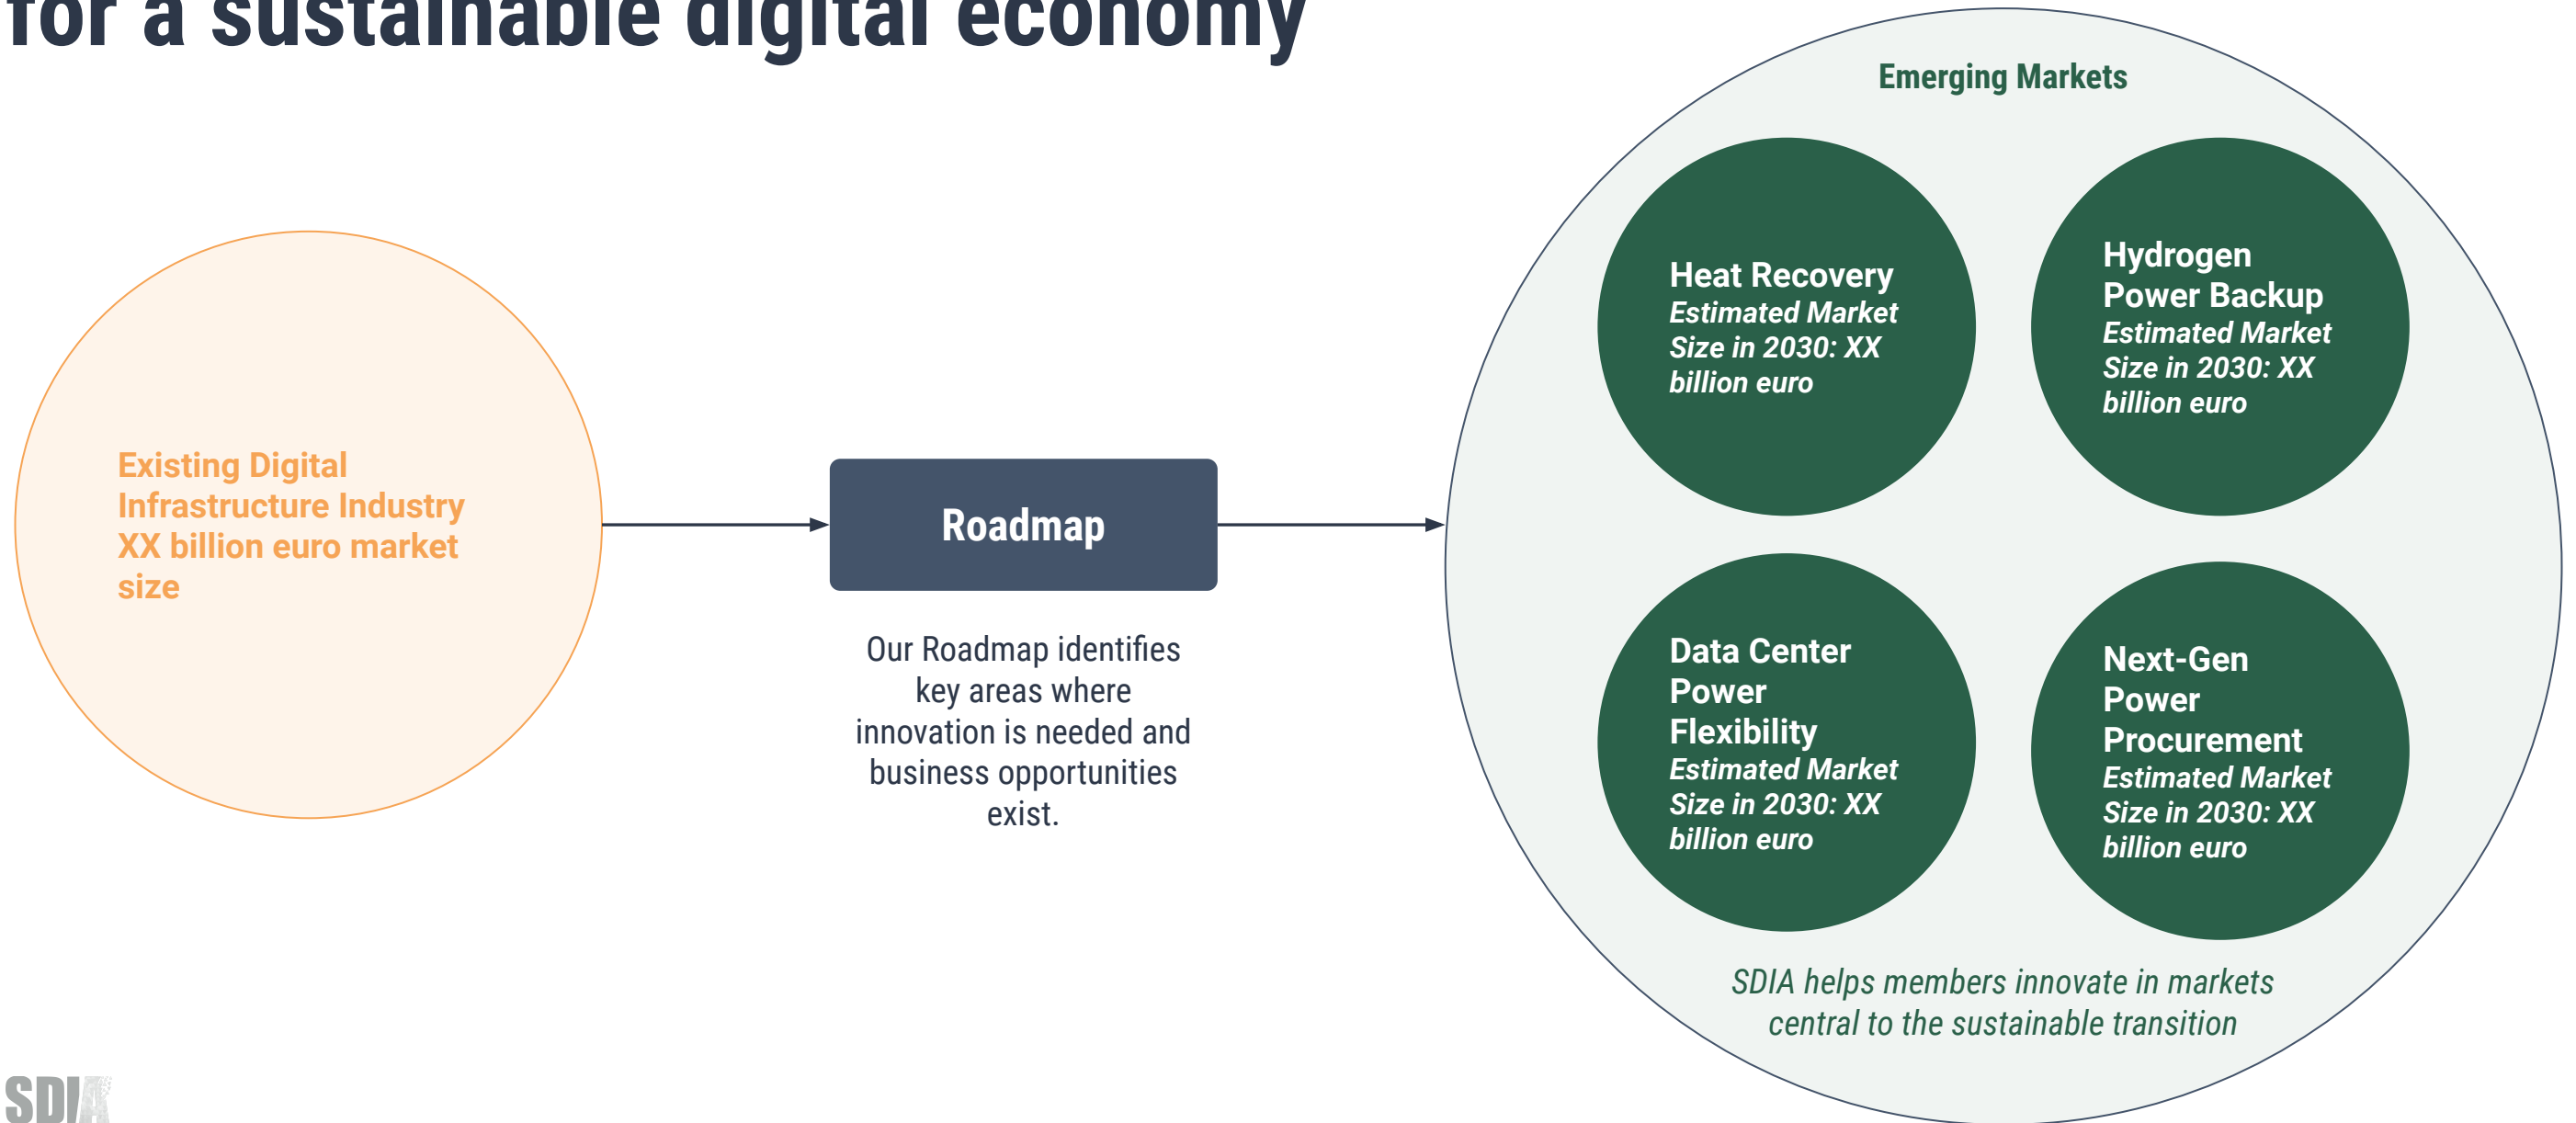 for a sustainable digital economy
Existing Digital
Infrastructure Industry
XX billion euro market
size
Roadmap
Our Roadmap identifies
key areas where
innovation is needed and
business opportunities
exist.
Emerging Markets
Heat Recovery
Estimated Market
Size in 2030: XX
billion euro
Hydrogen
Power Backup
Estimated Market
Size in 2030: XX
billion euro
Data Center
Power
Flexibility
Estimated Market
Size in 2030: XX
billion euro
Next-Gen
Power
Procurement
Estimated Market
Size in 2030: XX
billion euro
SDIA helps members innovate in markets
central to the sustainable transition
SDIA